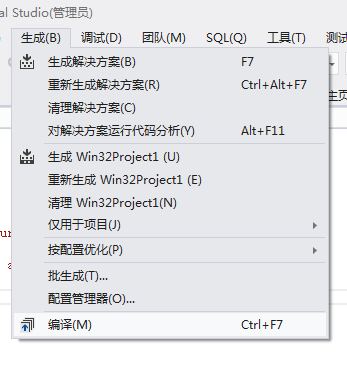 al Studio(管理员)
生成(B) 调试(D) 团队(M) SQL(Q) 工具(T) 测试
生成解决方案(B) F7
重新生成解决方案(R) Ctrl+Alt+F7
清理解决方案(C)
对解决方案运行代码分析(Y) Alt+F11
生成 Win32Project1 (U)
重新生成 Win32Project1 (E)
清理 Win32Project1(N)
仅用于项目(J)
按配置优化(P)
批生成(T)...
配置管理器(O)...
编译(M) Ctrl+F7
主页
ur
a